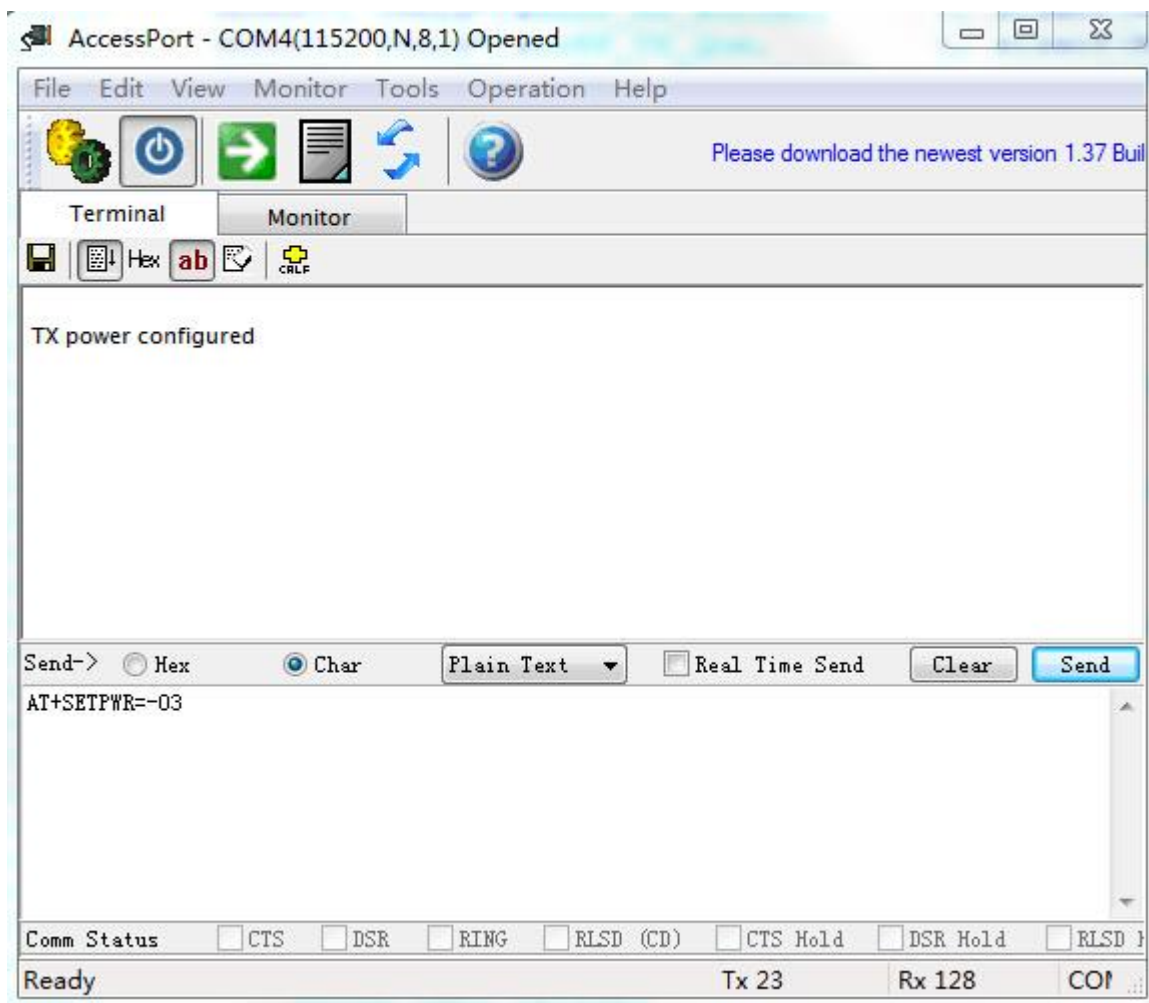 AccessPort - COM4(115200,N,8,1) Opened
File Edit View Monitor Tools Operation Help
Please download the newest version 1.37 Buil
Terminal Monitor
Hex ab CRLF
TX power configured
Send-> Hex Char Plain Text Real Time Send Clear Send
AT+SETPWR=-03
Comm Status CTS DSR RING RLSD (CD) CTS Hold DSR Hold RLSD
Ready Tx 23 Rx 128